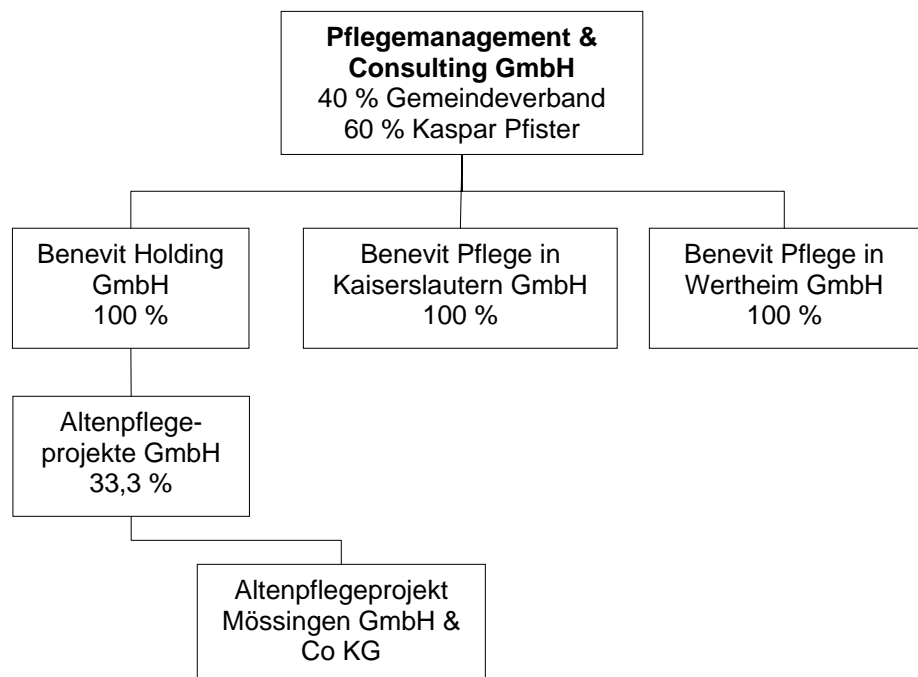 Pflegemanagement &
Consulting GmbH
40 % Gemeindeverband
60 % Kaspar Pfister
Benevit Holding
GmbH
100 %
Benevit Pflege in
Kaiserslautern GmbH
100 %
Benevit Pflege in
Wertheim GmbH
100 %
Altenpflege-
projekte GmbH
33,3 %
Altenpflegeprojekt
Mössingen GmbH &
Co KG